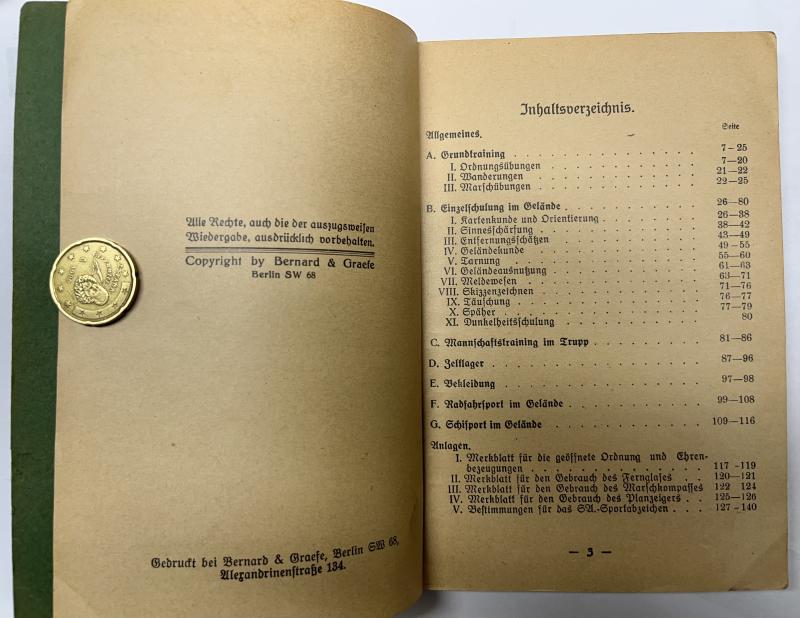 Alle Rechte, auch die der auszugsweisen
Wiedergabe, ausdrücklich vorbehalten.
Copyright by Bernard & Graefe
Berlin SW 68
Gedruckt bei Bernard & Graefe, Berlin SW 68,
Alexandrinenstraße 134.
Inhaltsverzeichnis.
Seite
Allgemeines.
A. Grundtraining . . . . . . . . . . . . . . 7–25
I. Ordnungsübungen . . . . . . . . . . . . 7–20
II. Wanderungen . . . . . . . . . . . . 21–22
III. Marschübungen . . . . . . . . . . . . 22–25
B. Einzelschulung im Gelände . . . . . . . . . 26–80
I. Kartenkunde und Orientierung . . . . . . . 26–38
II. Sinnesschärfung . . . . . . . . . . . . 38–42
III. Entfernungsschätzen . . . . . . . . . . 43–49
IV. Geländekunde . . . . . . . . . . . . 49–55
V. Tarnung . . . . . . . . . . . . 55–60
VI. Geländeausnutzung . . . . . . . . . . 61–63
VII. Meldewesen . . . . . . . . . . . . 63–71
VIII. Skizzenzeichnen . . . . . . . . . . . 71–76
IX. Täuschung . . . . . . . . . . . . 76–77
X. Späher . . . . . . . . . . . . 77–79
XI. Dunkelheitsschulung . . . . . . . . . . 80
C. Mannschaftstraining im Trupp . . . . . . . 81–86
D. Zeltlager . . . . . . . . . . . . . . 87–96
E. Bekleidung . . . . . . . . . . . . . . 97–98
F. Radfahrsport im Gelände . . . . . . . . . 99–108
G. Schisport im Gelände . . . . . . . . . . 109–116
Anlagen.
I. Merkblatt für die geöffnete Ordnung und Ehren-
bezeugungen . . . . . . . . . . . . 117-119
II. Merkblatt für den Gebrauch des Fernglases . . 120–121
III. Merkblatt für den Gebrauch des Marschkompasses 122 124
IV. Merkblatt für den Gebrauch des Planzeigers . . 125–126
V. Bestimmungen für das SA.-Sportabzeichen . . . 127-140
— 3 —